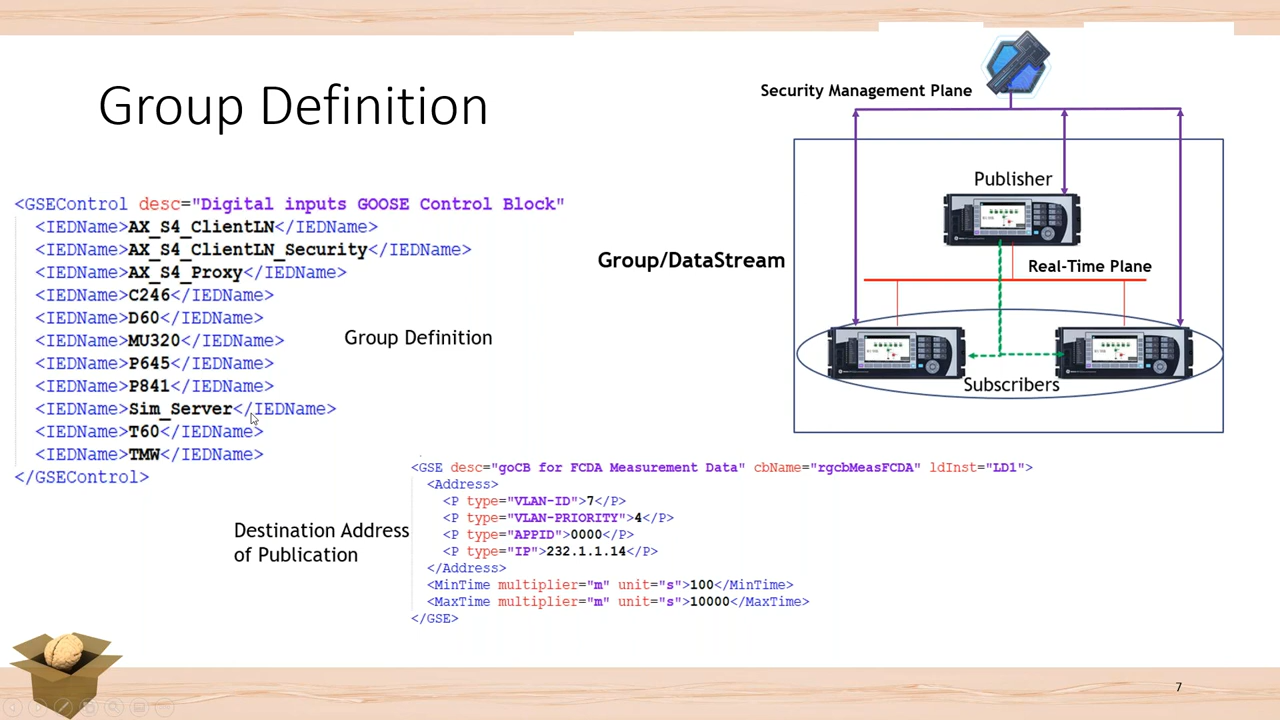 Group Definition
Security Management Plane
Publisher
Group/DataStream
Real-Time Plane
Subscribers
<GSEControl desc="Digital inputs GOOSE Control Block"
<IEDName>AX_S4_ClientLN</IEDName>
<IEDName>AX_S4_ClientLN_Security</IEDName>
<IEDName>AX_S4_Proxy</IEDName>
<IEDName>C246</IEDName>
<IEDName>D60</IEDName>
<IEDName>MU320</IEDName>
<IEDName>P645</IEDName>
<IEDName>P841</IEDName>
<IEDName>Sim_Server</IEDName>
<IEDName>T60</IEDName>
<IEDName>TMW</IEDName>
</GSEControl>
Group Definition
Destination Address
of Publication
<GSE desc="goCB for FCDA Measurement Data" cbName="rgcbMeasFCDA" ldInst="LD1">
<Address>
<P type="VLAN-ID">7</P>
<P type="VLAN-PRIORITY">4</P>
<P type="APPID">0000</P>
<P type="IP">232.1.1.14</P>
</Address>
<MinTime multiplier="m" unit="s">100</MinTime>
<MaxTime multiplier="m" unit="s">10000</MaxTime>
</GSE>
7